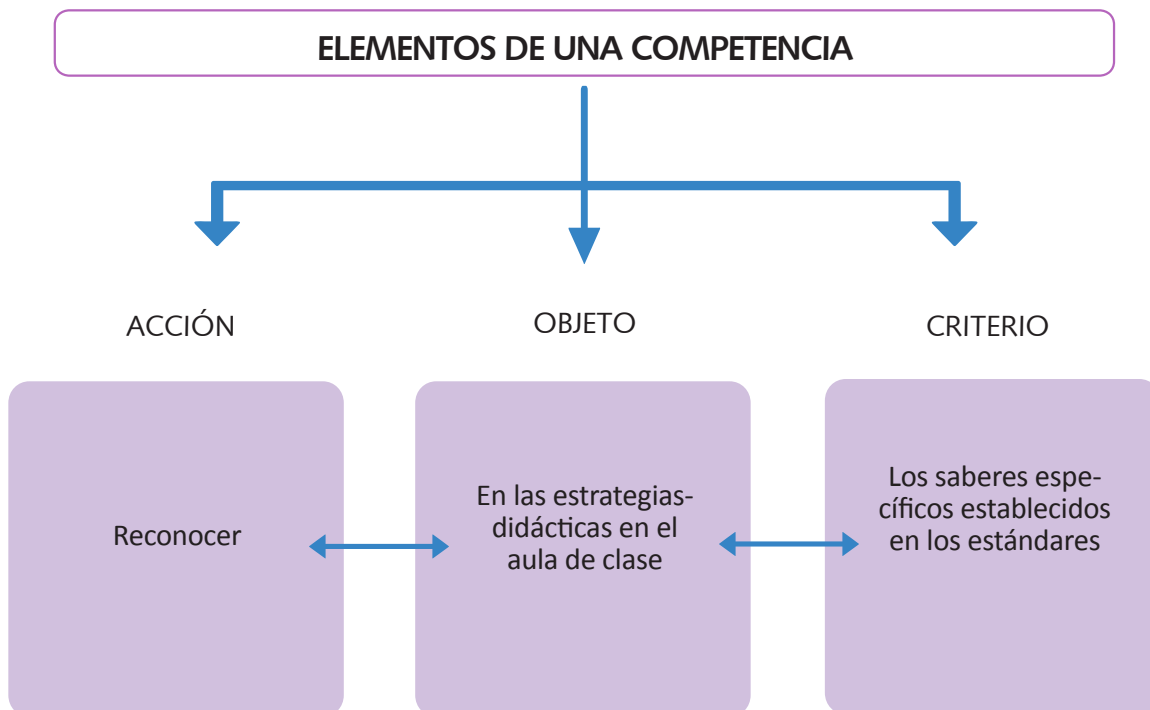 ELEMENTOS DE UNA COMPETENCIA
ACCIÓN
OBJETO
CRITERIO
Reconocer
En las estrategias-
didácticas en el
aula de clase
Los saberes espe-
cíficos establecidos
en los estándares